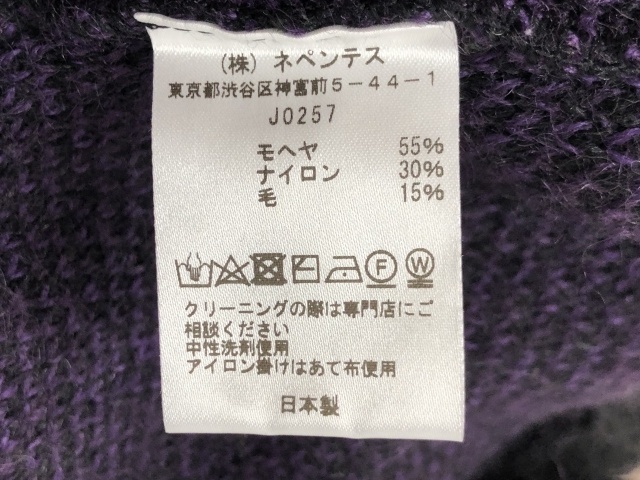 (株) ネペンテス
東京都渋谷区神宮前5-44-1
J0257
モヘヤ 55%
ナイロン 30%
毛 15%
F W
クリーニングの際は専門店にご
相談ください
中性洗剤使用
アイロン掛けはあて布使用
日本製